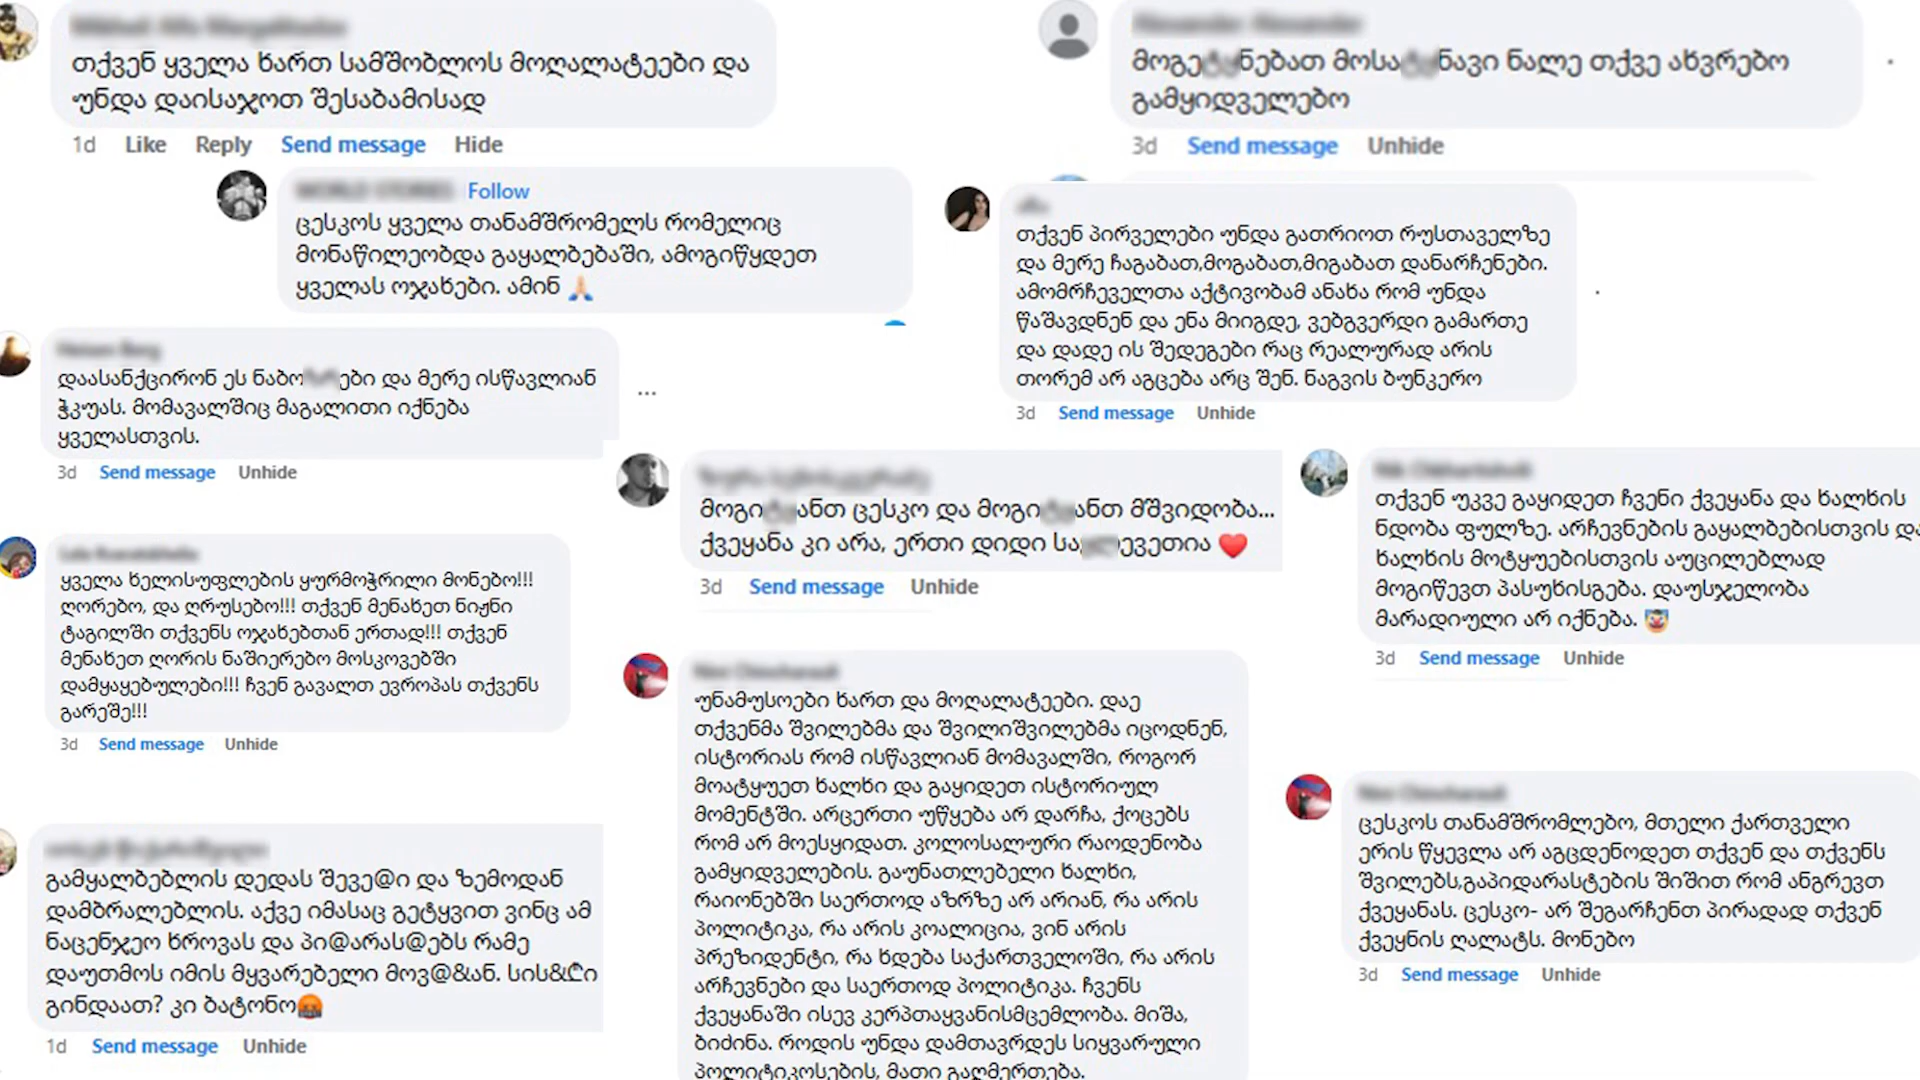 თქვენ ყველა ხართ სამშობლოს მოღალატეები და
უნდა დაისაჯოთ შესაბამისად
1d Like Reply Send message Hide
Follow
ცესკოს ყველა თანამშრომელს რომელიც
მონაწილეობდა გაყალბებაში, ამოგიწყდეთ
ყველას ოჯახები. ამინ 🙏🏻
დაასანქცირონ ეს და მერე ისწავლიან
ჭკუას. მომავალშიც მაგალითი იქნება
ყველასთვის.
3d Send message Unhide
ყველა ხელისუფლების ყურმოჭრილი მონებო!!!
ღორებო, და ღრუსებო!!! თქვენ მენახეთ ნიჟნი
ტაგილში თქვენს ოჯახებთან ერთად!!! თქვენ
მენახეთ ღორის ნაშიერებო მოსკოვებში
დამყაყებულები!!! ჩვენ გავალთ ევროპას თქვენს
გარეშე!!!
3d Send message Unhide
გამყალბებლის დედას შევე@ი და ზემოდან
დამბრალებლის. აქვე იმასაც გეტყვით ვინც ამ
ნაცენჯეო ხროვას და პი@არას@ებს რამე
დაუთმოს იმის მყვარებელი მოვ@&ან. სის&₾ი
გინდაათ? კი ბატონო🤬
1d Send message Unhide
მოსა ნალე თქვე ახვრებო
გამყიდველებო
3d Send message Unhide
თქვენ პირველები უნდა გათრიოთ რუსთაველზე
და მერე ჩაგაბათ,მოგაბათ,მიგაბათ დანარჩენები.
ამომრჩეველთა აქტივობამ ანახა რომ უნდა
წაშავდნენ და ენა მიიგდე, ვებგვერდი გამართე
და დადე ის შედეგები რაც რეალურად არის
თორემ არ აგცება არც შენ. ნაგვის ბუნკერო
3d Send message Unhide
ცესკო და მშვიდობა...
ქვეყანა კი არა, ერთი დიდი ❤️
3d Send message Unhide
თქვენ უკვე გაყიდეთ ჩვენი ქვეყანა და ხალხის
ნდობა ფულზე. არჩევნების გაყალბებისთვის და
ხალხის მოტყუებისთვის აუცილებლად
მოგიწევთ პასუხისგება. დაუსჯელობა
მარადიული არ იქნება. 🤡
3d Send message Unhide
უნამუსოები ხართ და მოღალატეები. დაე
თქვენმა შვილებმა და შვილიშვილებმა იცოდნენ,
ისტორიას რომ ისწავლიან მომავალში, როგორ
მოატყუეთ ხალხი და გაყიდეთ ისტორიულ
მომენტში. არცერთი უწყება არ დარჩა, ქოცებს
რომ არ მოესყიდათ. კოლოსალური რაოდენობა
გამყიდველების. გაუნათლებელი ხალხი,
რაიონებში საერთოდ აზრზე არ არიან, რა არის
პოლიტიკა, რა არის კოალიცია, ვინ არის
პრეზიდენტი, რა ხდება საქართველოში, რა არის
არჩევნები და საერთოდ პოლიტიკა. ჩვენს
ქვეყანაში ისევ კერპთაყვანისმცემლობა. მიშა,
ბიძინა. როდის უნდა დამთავრდეს სიყვარული
პოლიტიკოსების, მათი გაღმერთება.
ცესკოს თანამშრომლებო, მთელი ქართველი
ერის წყევლა არ აგცდენოდეთ თქვენ და თქვენს
შვილებს,გაპიდარასტების შიშით რომ ანგრევთ
ქვეყანას. ცესკო- არ შეგარჩენთ პირადად თქვენ
ქვეყნის ღალატს. მონებო
3d Send message Unhide